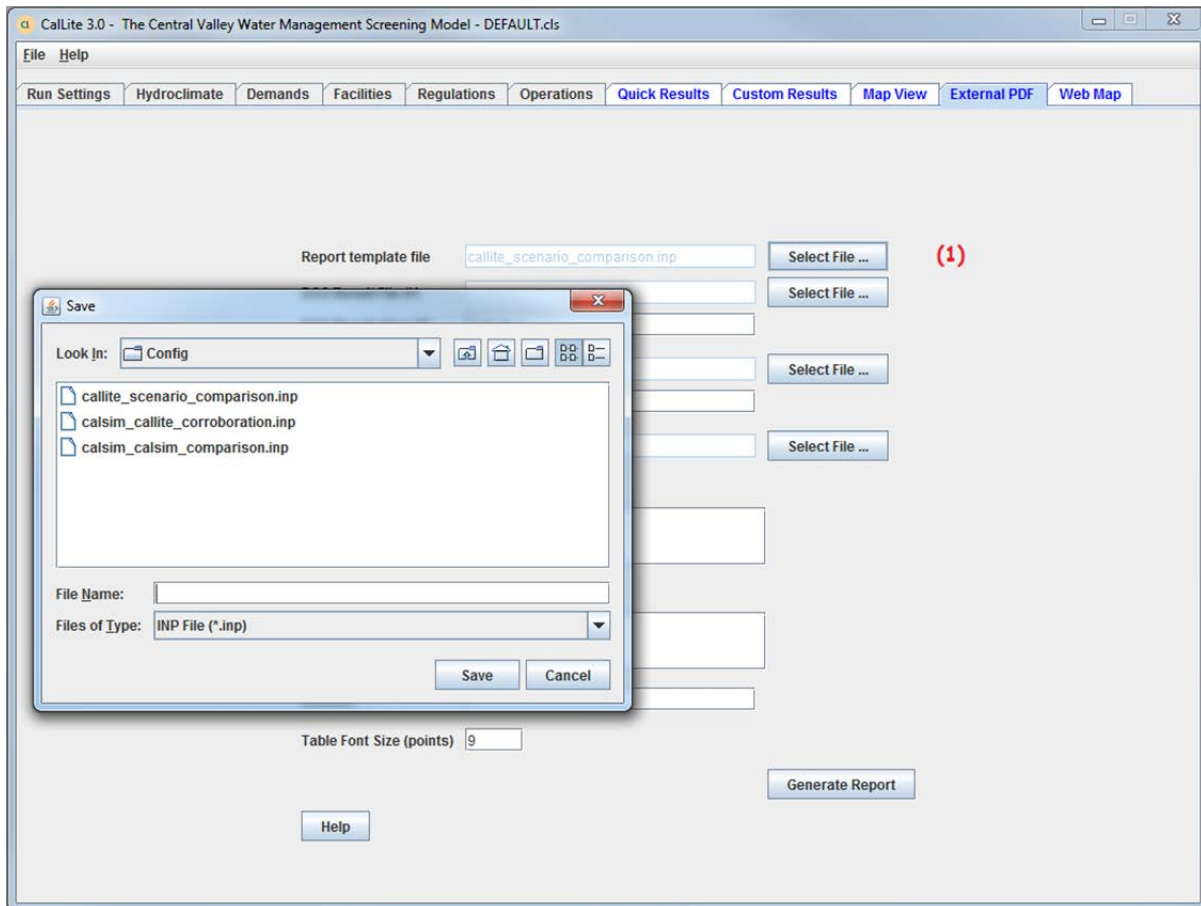 CalLite 3.0 - The Central Valley Water Management Screening Model - DEFAULT.cls
File Help
Run Settings Hydroclimate Demands Facilities Regulations Operations Quick Results Custom Results Map View External PDF Web Map
Report template file callite_scenario_comparison.inp Select File ... (1)
Select File ...
Save
Look In: Config
Select File ...
callite_scenario_comparison.inp
calsim_callite_corroboration.inp
calsim_calsim_comparison.inp
Select File ...
File Name:
Files of Type: INP File (*.inp)
Save Cancel
Table Font Size (points) 9
Generate Report
Help